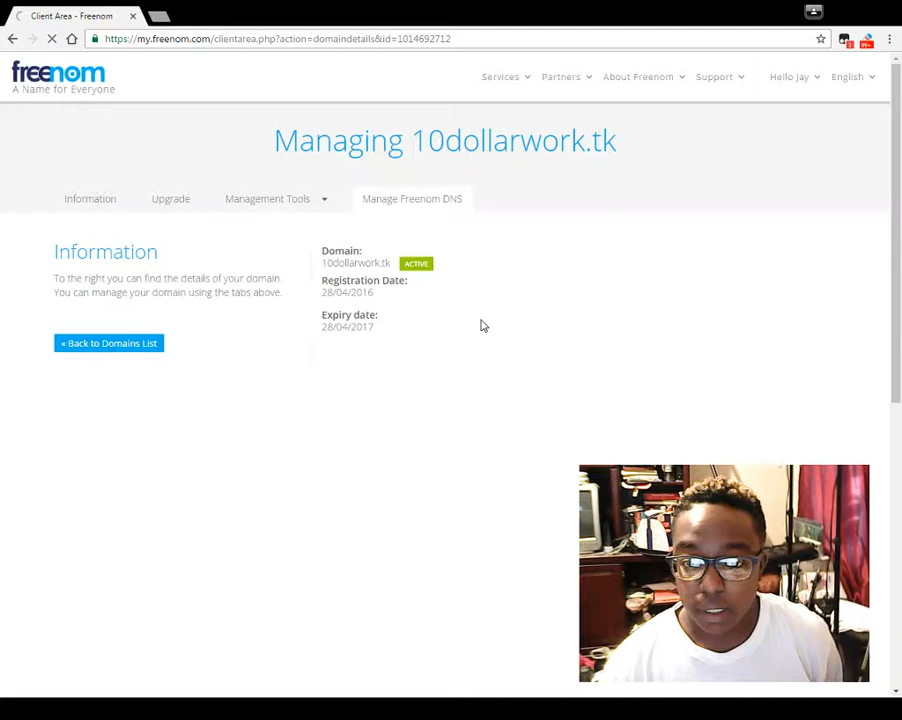 Client Area - Freenom
https://my.freenom.com/clientarea.php?action=domaindetails&id=1014692712
freenom
A Name for Everyone
Services
Partners
About Freenom
Support
Hello Jay
English
Managing 10dollarwork.tk
Information
Upgrade
Management Tools
Manage Freenom DNS
Information
To the right you can find the details of your domain.
You can manage your domain using the tabs above.
« Back to Domains List
Domain:
10dollarwork.tk ACTIVE
Registration Date:
28/04/2016
Expiry date:
28/04/2017